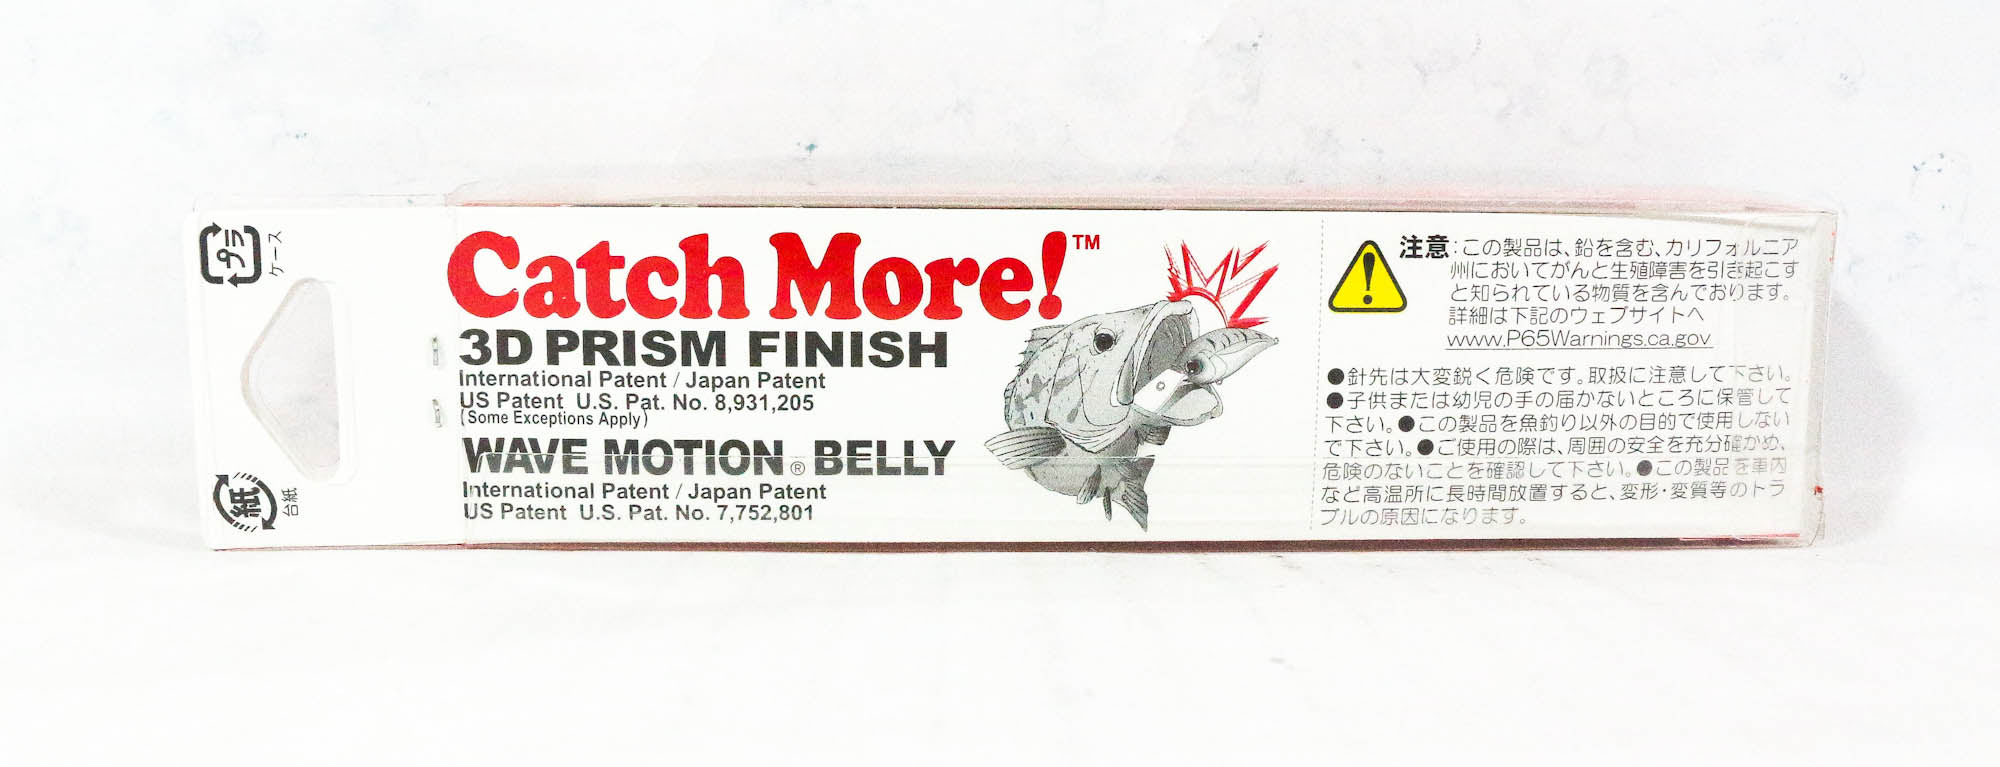 プラ
ケース
紙
台紙
Catch More!™
3D PRISM FINISH
International Patent / Japan Patent
US Patent U.S. Pat. No. 8,931,205
(Some Exceptions Apply)
WAVE MOTION® BELLY
International Patent / Japan Patent
US Patent U.S. Pat. No. 7,752,801
注意:この製品は、鉛を含む、カリフォルニア
州においてがんと生殖障害を引き起こす
と知られている物質を含んでおります。
詳細は下記のウェブサイトへ
www.P65Warnings.ca.gov
●針先は大変鋭く危険です。取扱に注意して下さい。
●子供または幼児の手の届かないところに保管して
下さい。●この製品を魚釣り以外の目的で使用しない
で下さい。●ご使用の際は、周囲の安全を充分確かめ、
危険のないことを確認して下さい。●この製品を車内
など高温所に長時間放置すると、変形・変質等のトラ
ブルの原因になります。